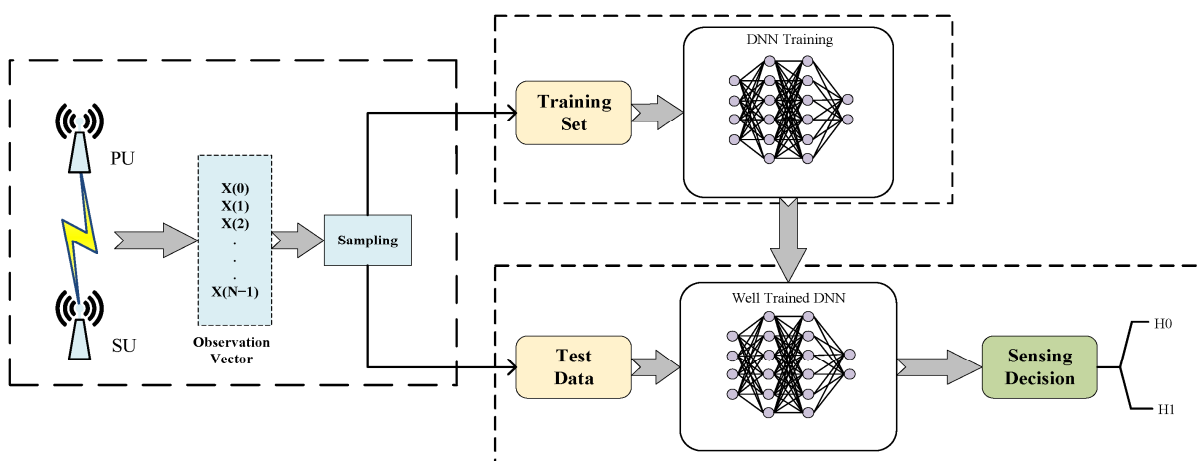 PU
SU
X(0)
X(1)
X(2)
.
.
.
X(N−1)
Observation
Vector
Sampling
Training
Set
DNN Training
Test
Data
Well Trained DNN
Sensing
Decision
H0
H1